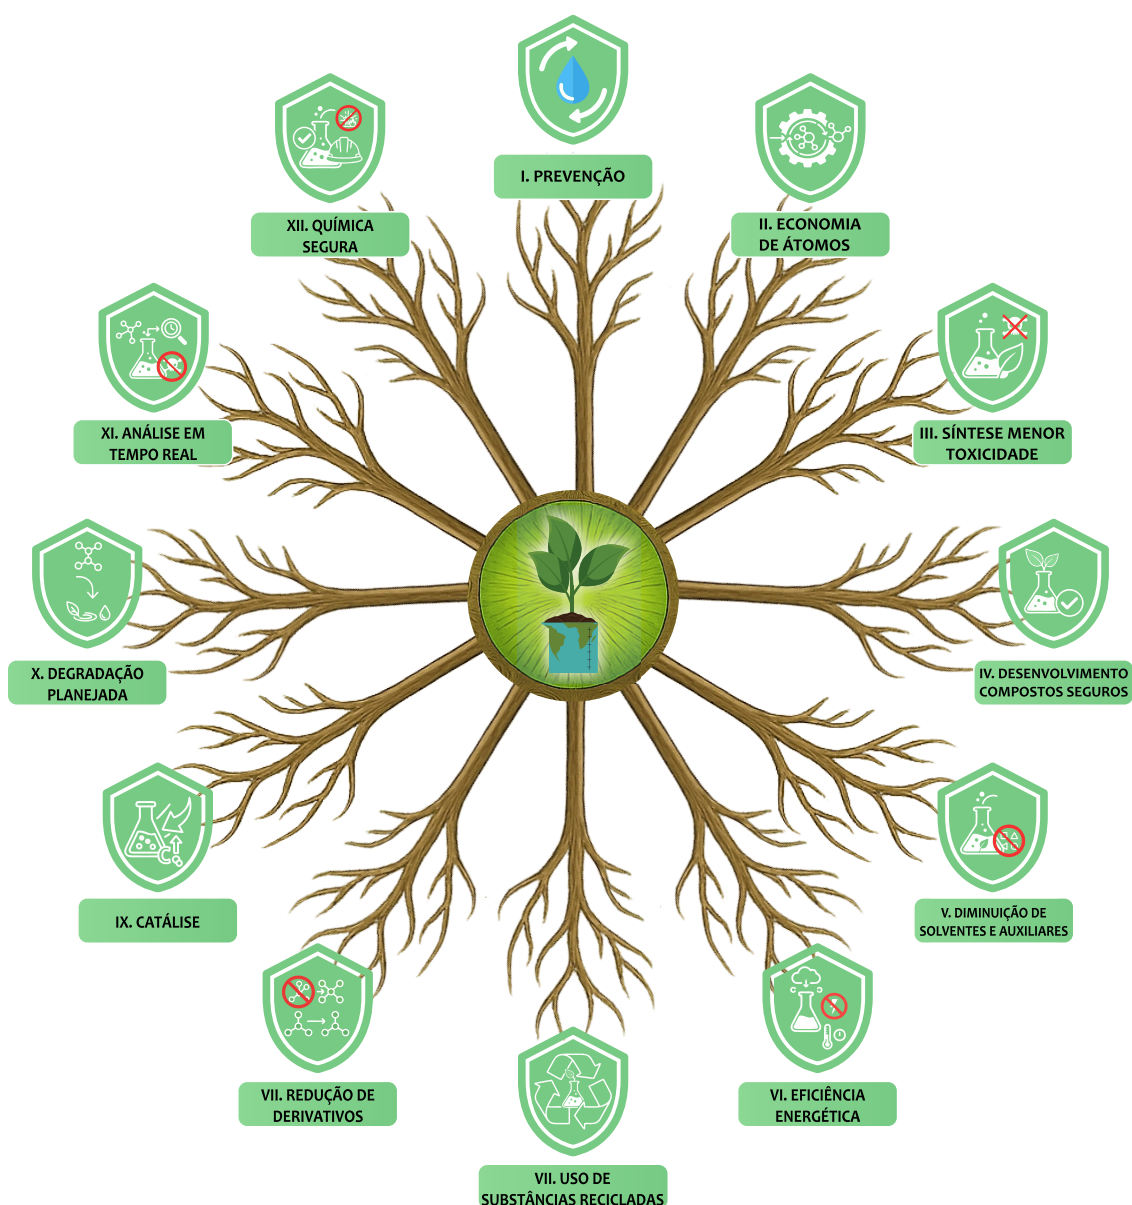 I. PREVENÇÃO
II. ECONOMIA
DE ÁTOMOS
III. SÍNTESE MENOR
TOXICIDADE
IV. DESENVOLVIMENTO
COMPOSTOS SEGUROS
V. DIMINUIÇÃO DE
SOLVENTES E AUXILIARES
VI. EFICIÊNCIA
ENERGÉTICA
VII. USO DE
SUBSTÂNCIAS RECICLADAS
VII. REDUÇÃO DE
DERIVATIVOS
IX. CATÁLISE
X. DEGRADAÇÃO
PLANEJADA
XI. ANÁLISE EM
TEMPO REAL
XII. QUÍMICA
SEGURA